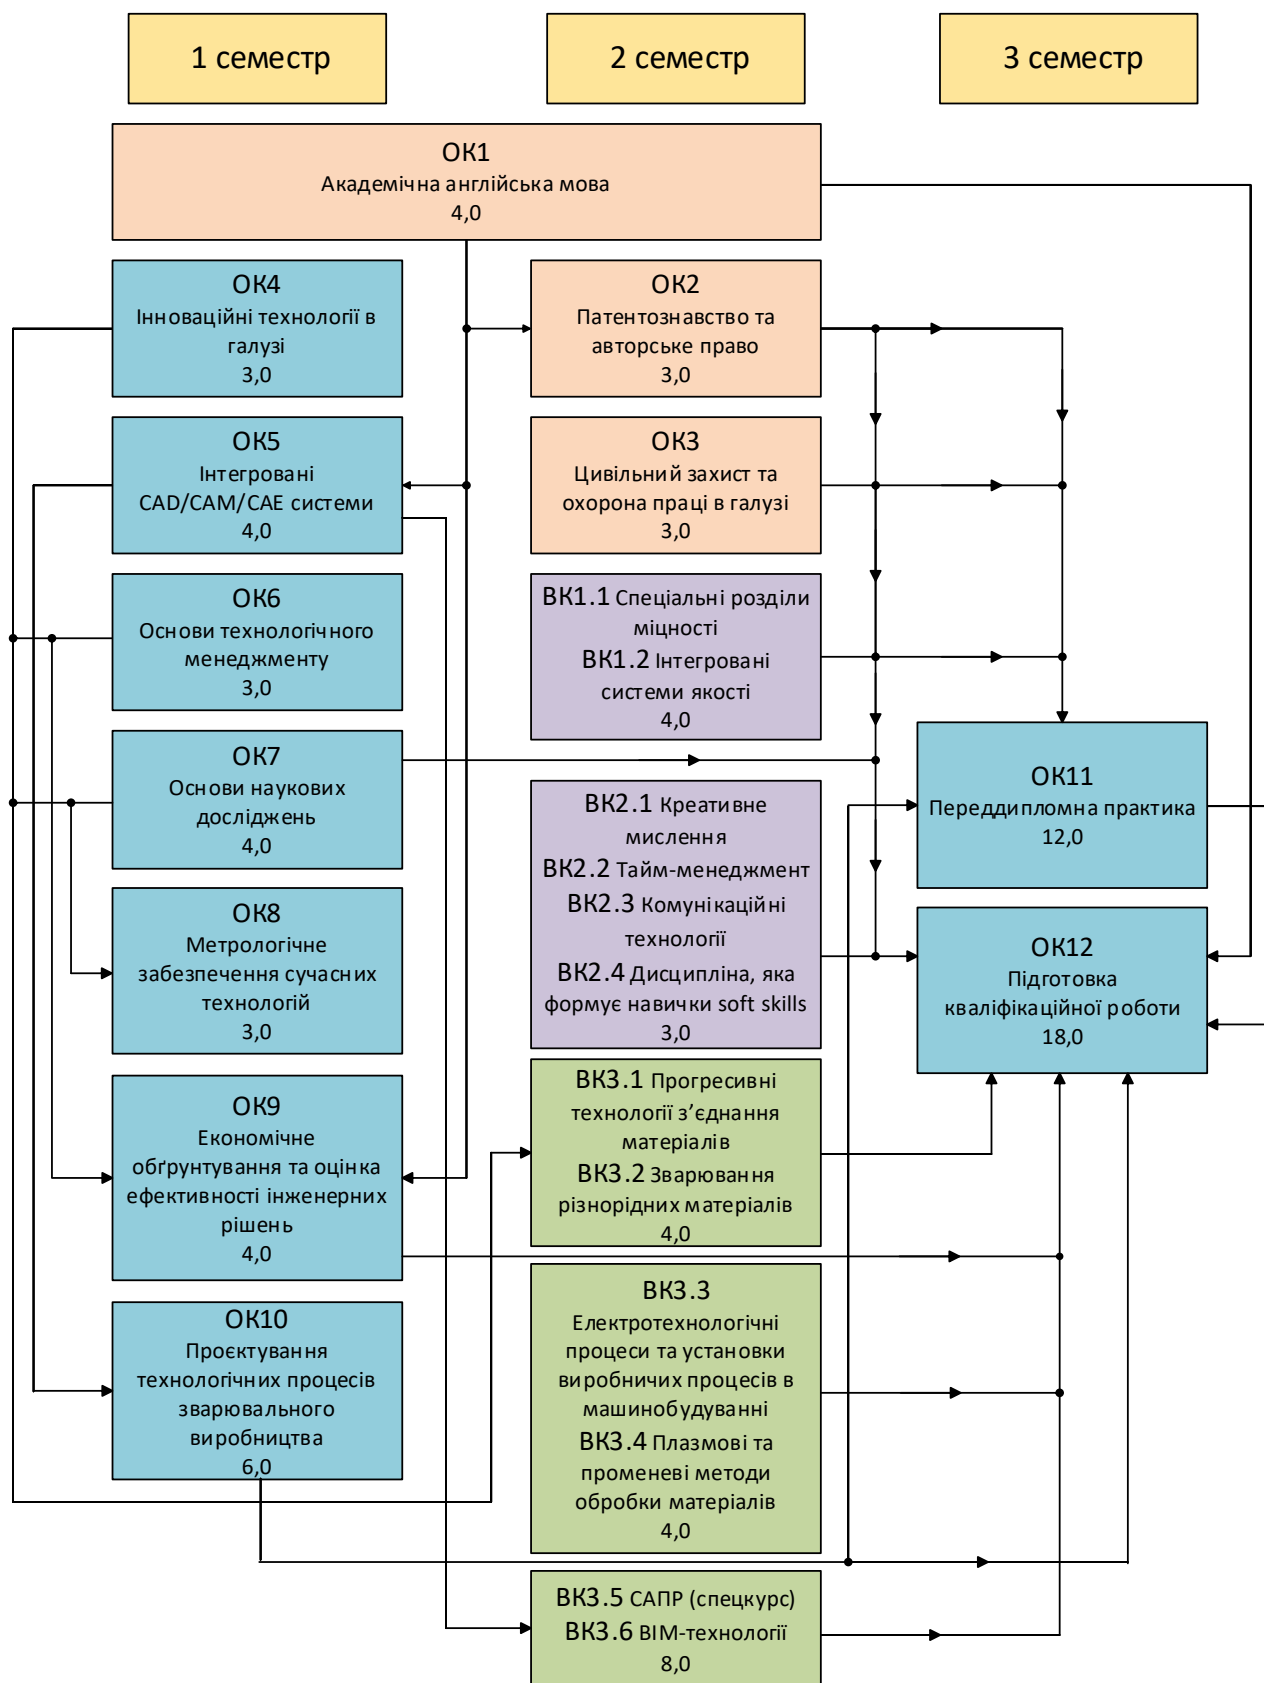 1 семестр
2 семестр
3 семестр
ОК1
Академічна англійська мова
4,0
ОК4
Інноваційні технології в
галузі
3,0
ОК2
Патентознавство та
авторське право
3,0
ОК5
Інтегровані
CAD/CAM/CAE системи
4,0
ОК3
Цивільний захист та
охорона праці в галузі
3,0
ОК6
Основи технологічного
менеджменту
3,0
ВК1.1 Спеціальні розділи
міцності
ВК1.2 Інтегровані
системи якості
4,0
ОК7
Основи наукових
досліджень
4,0
ОК11
Переддипломна практика
12,0
ВК2.1 Креативне
мислення
ВК2.2 Тайм-менеджмент
ВК2.3 Комунікаційні
технології
ВК2.4 Дисципліна, яка
формує навички soft skills
3,0
ОК8
Метрологічне
забезпечення сучасних
технологій
3,0
ОК12
Підготовка
кваліфікаційної роботи
18,0
ОК9
Економічне
обґрунтування та оцінка
ефективності інженерних
рішень
4,0
ВК3.1 Прогресивні
технології з’єднання
матеріалів
ВК3.2 Зварювання
різнорідних матеріалів
4,0
ОК10
Проєктування
технологічних процесів
зварювального
виробництва
6,0
ВК3.3
Електротехнологічні
процеси та установки
виробничих процесів в
машинобудуванні
ВК3.4 Плазмові та
променеві методи
обробки матеріалів
4,0
ВК3.5 САПР (спецкурс)
ВК3.6 BIM-технології
8,0